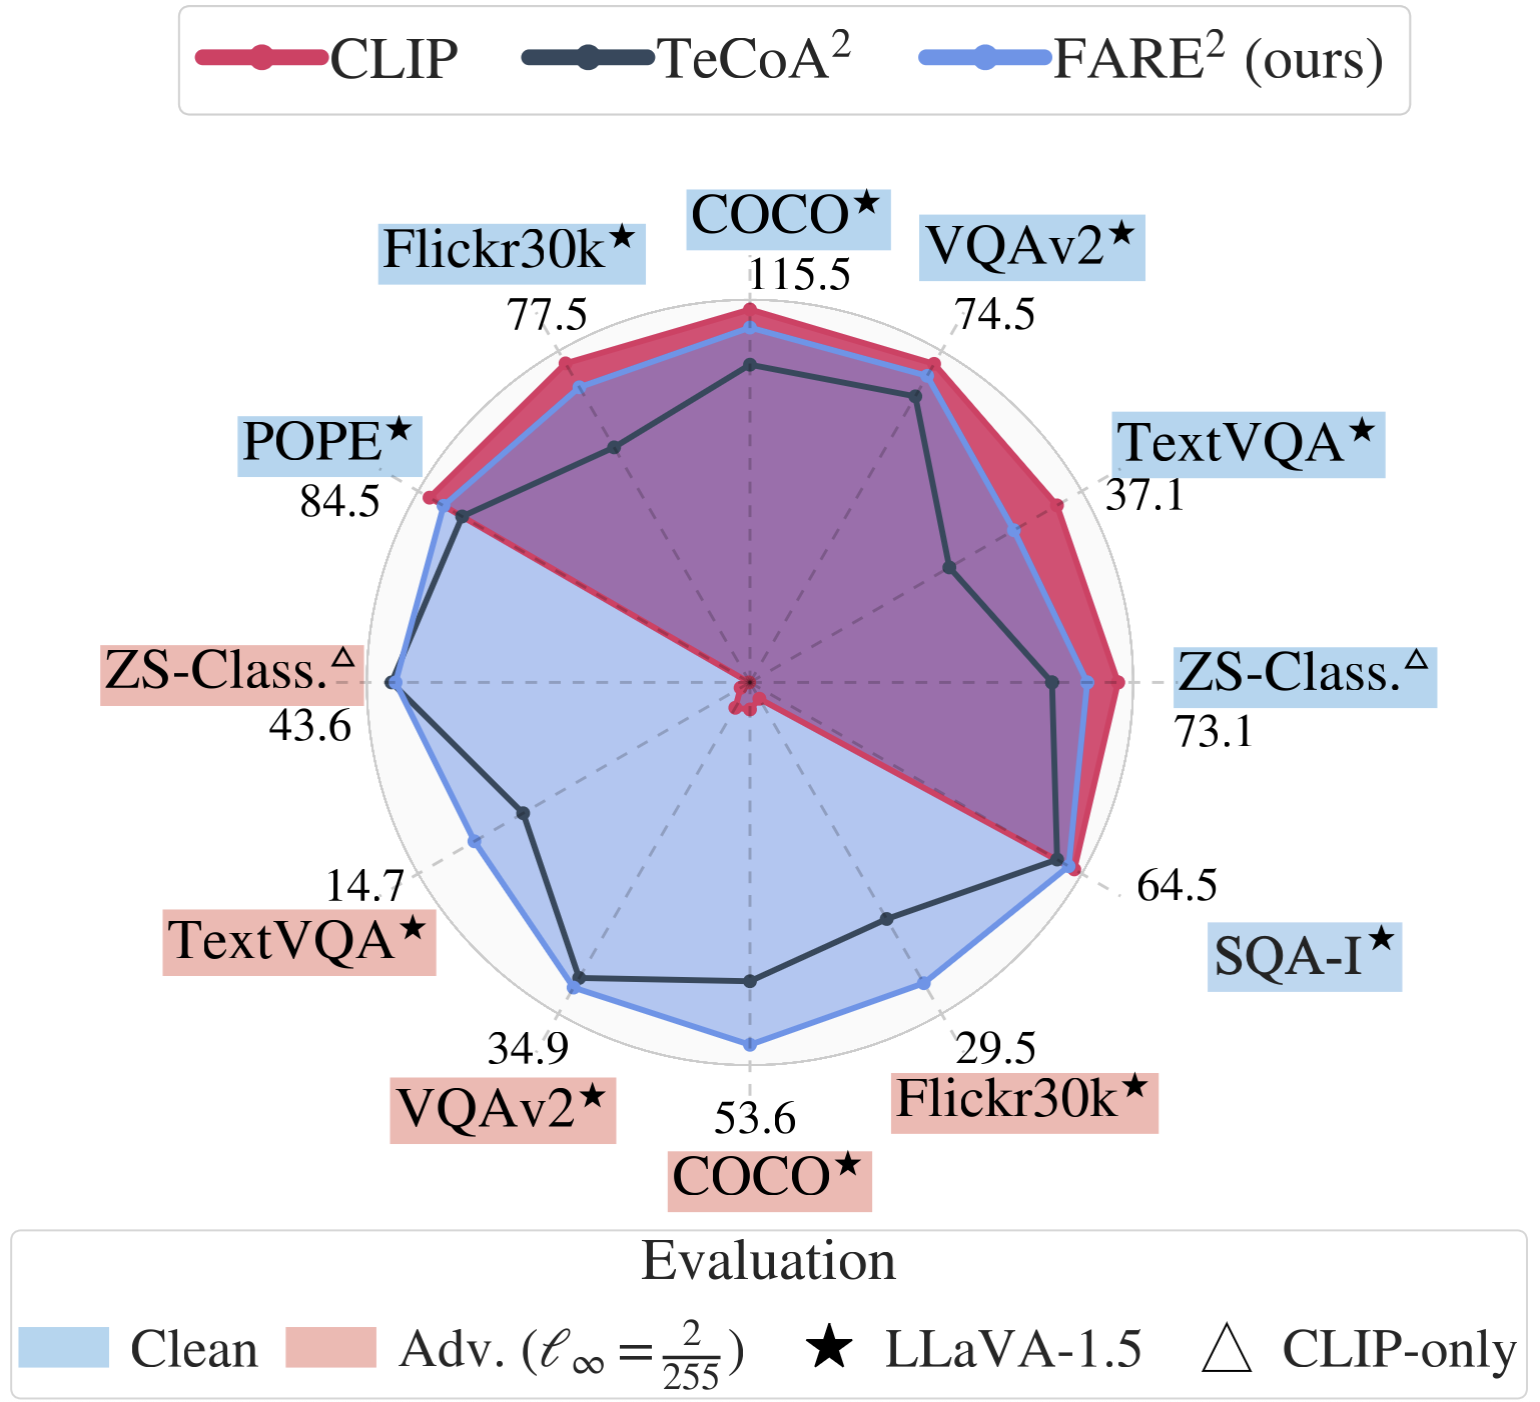 CLIP TeCoA² FARE² (ours)
COCO★
115.5
Flickr30k★
77.5
VQAv2★
74.5
POPE★
84.5
TextVQA★
37.1
ZS-Class.△
43.6
ZS-Class.△
73.1
14.7
TextVQA★
64.5
SQA-I★
34.9
VQAv2★
53.6
COCO★
29.5
Flickr30k★
Evaluation
Clean Adv. (ℓ∞ = 2/255) ★ LLaVA-1.5 △ CLIP-only